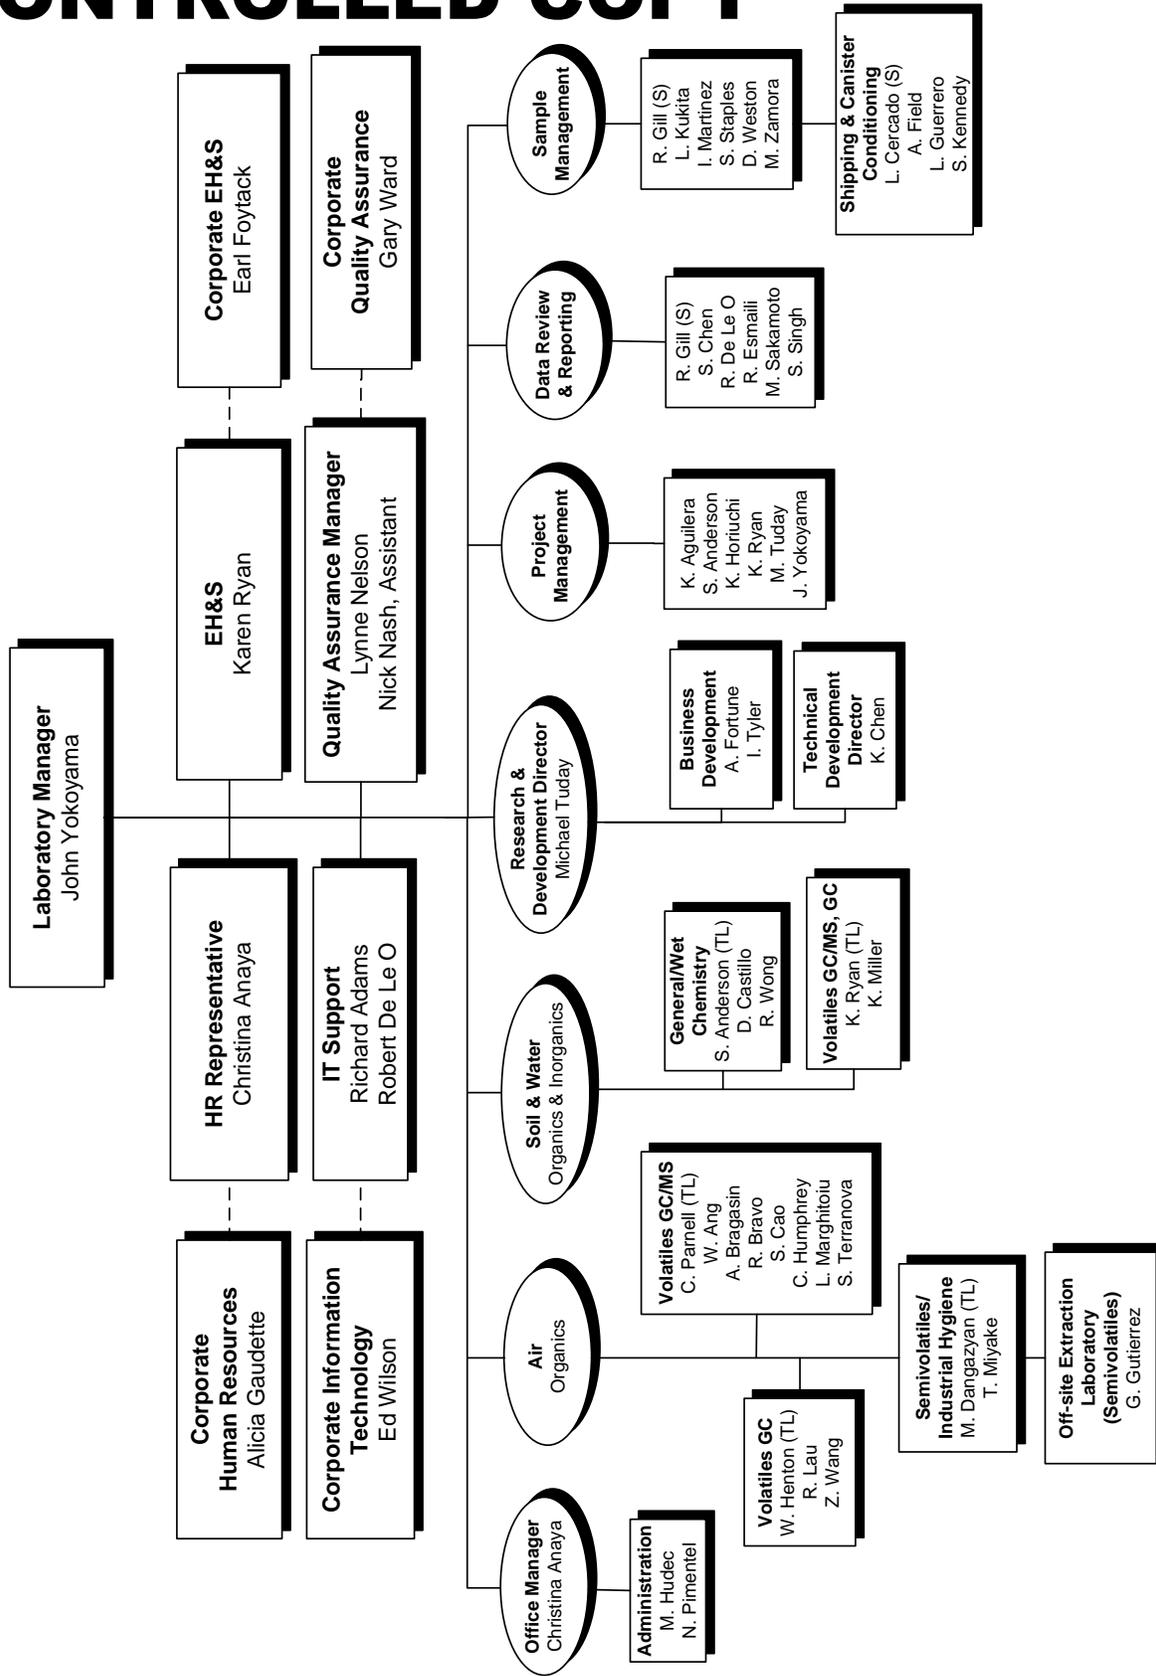 NTROLLED COPY
Laboratory Manager
John Yokoyama
Corporate
Human Resources
Alicia Gaudette
HR Representative
Christina Anaya
EH&S
Karen Ryan
Corporate EH&S
Earl Foytack
Corporate Information
Technology
Ed Wilson
IT Support
Richard Adams
Robert De Le O
Quality Assurance Manager
Lynne Nelson
Nick Nash, Assistant
Corporate
Quality Assurance
Gary Ward
Office Manager
Christina Anaya
Administration
M. Hudec
N. Pimentel
Air
Organics
Volatiles GC/MS
C. Parnell (TL)
W. Ang
A. Bragasin
R. Bravo
S. Cao
C. Humphrey
L. Marghitoiu
S. Terranova
Volatiles GC
W. Henton (TL)
R. Lau
Z. Wang
Semivolatiles/
Industrial Hygiene
M. Dangazyan (TL)
T. Miyake
Off-site Extraction
Laboratory
(Semivolatiles)
G. Gutierrez
Soil & Water
Organics & Inorganics
General/Wet
Chemistry
S. Anderson (TL)
D. Castillo
R. Wong
Volatiles GC/MS, GC
K. Ryan (TL)
K. Miller
Research &
Development Director
Michael Tuday
Business
Development
A. Fortune
I. Tyler
Technical
Development
Director
K. Chen
Project
Management
K. Aguilera
S. Anderson
K. Horiuchi
K. Ryan
M. Tuday
J. Yokoyama
Data Review
& Reporting
R. Gill (S)
S. Chen
R. De Le O
R. Esmaili
M. Sakamoto
S. Singh
Sample
Management
R. Gill (S)
L. Kukita
I. Martinez
S. Staples
D. Weston
M. Zamora
Shipping & Canister
Conditioning
L. Cercado (S)
A. Field
L. Guerrero
S. Kennedy